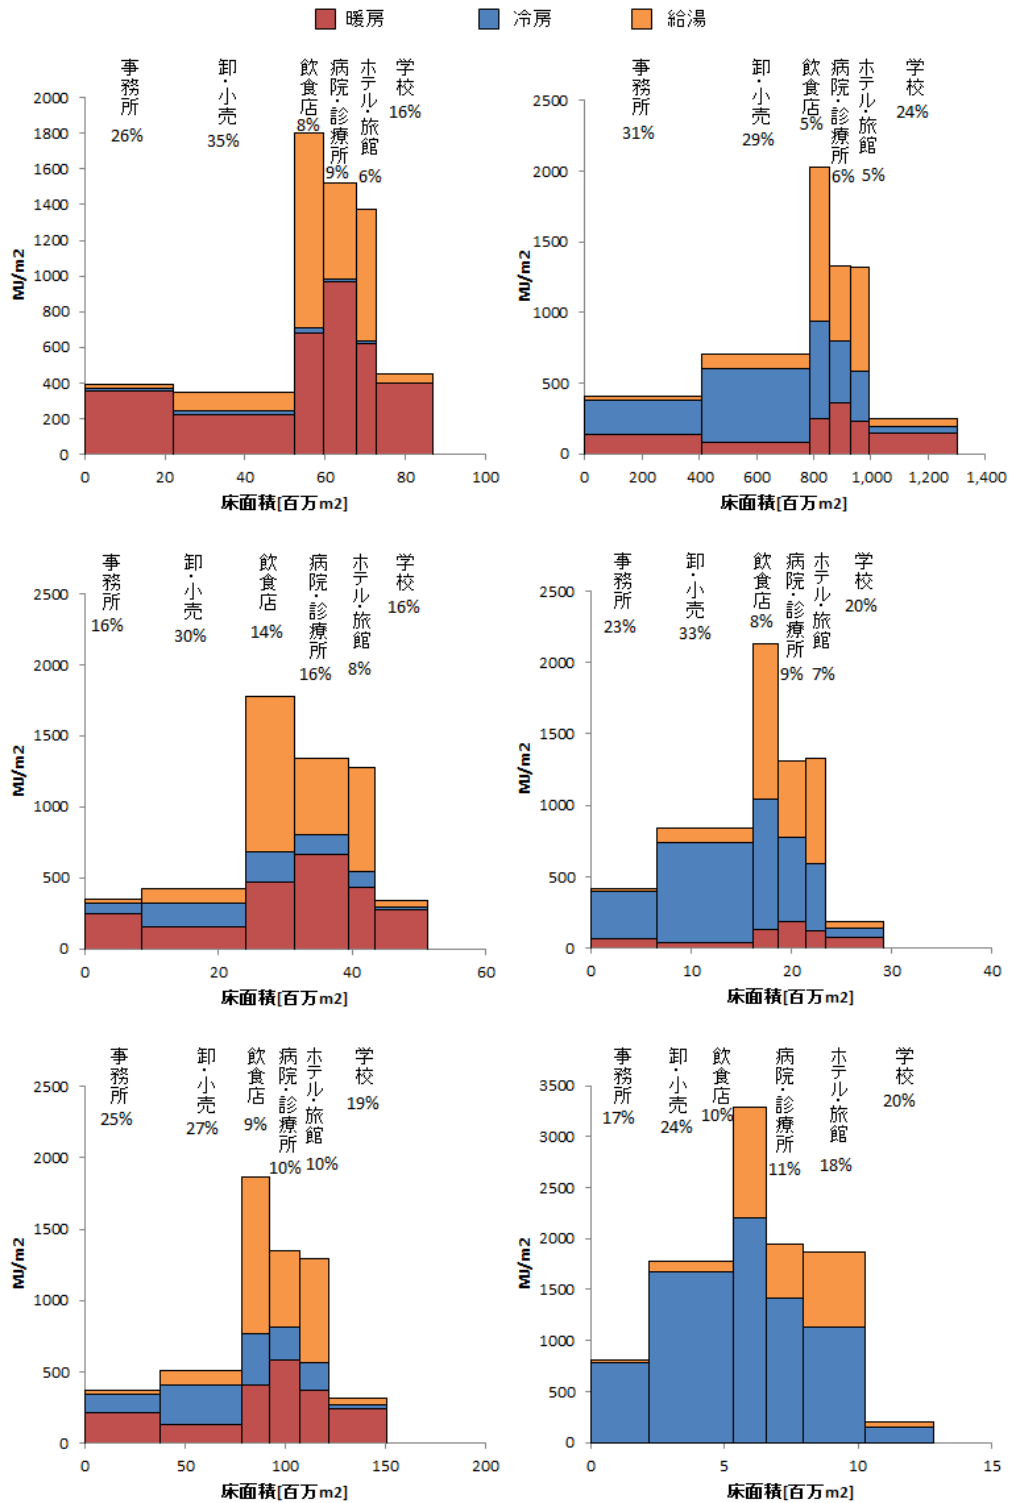 暖房 冷房 給湯
事務所 卸・小売 飲食店 病院・診療所 ホテル・旅館 学校
26% 35% 8% 9% 6% 16%
2000
1800
1600
1400
1200
1000
800
600
400
200
0
MJ/m2
0 20 40 60 80 100
床面積[百万m2]
事務所 卸・小売 飲食店 病院・診療所 ホテル・旅館 学校
31% 29% 5% 6% 5% 24%
2500
2000
1500
1000
500
0
MJ/m2
0 200 400 600 800 1,000 1,200 1,400
床面積[百万m2]
事務所 卸・小売 飲食店 病院・診療所 ホテル・旅館 学校
16% 30% 14% 16% 8% 16%
2500
2000
1500
1000
500
0
MJ/m2
0 20 40 60
床面積[百万m2]
事務所 卸・小売 飲食店 病院・診療所 ホテル・旅館 学校
23% 33% 8% 9% 7% 20%
2500
2000
1500
1000
500
0
MJ/m2
0 10 20 30 40
床面積[百万m2]
事務所 卸・小売 飲食店 病院・診療所 ホテル・旅館 学校
25% 27% 9% 10% 10% 19%
2500
2000
1500
1000
500
0
MJ/m2
0 50 100 150 200
床面積[百万m2]
事務所 卸・小売 飲食店 病院・診療所 ホテル・旅館 学校
17% 24% 10% 11% 18% 20%
3500
3000
2500
2000
1500
1000
500
0
MJ/m2
0 5 10 15
床面積[百万m2]